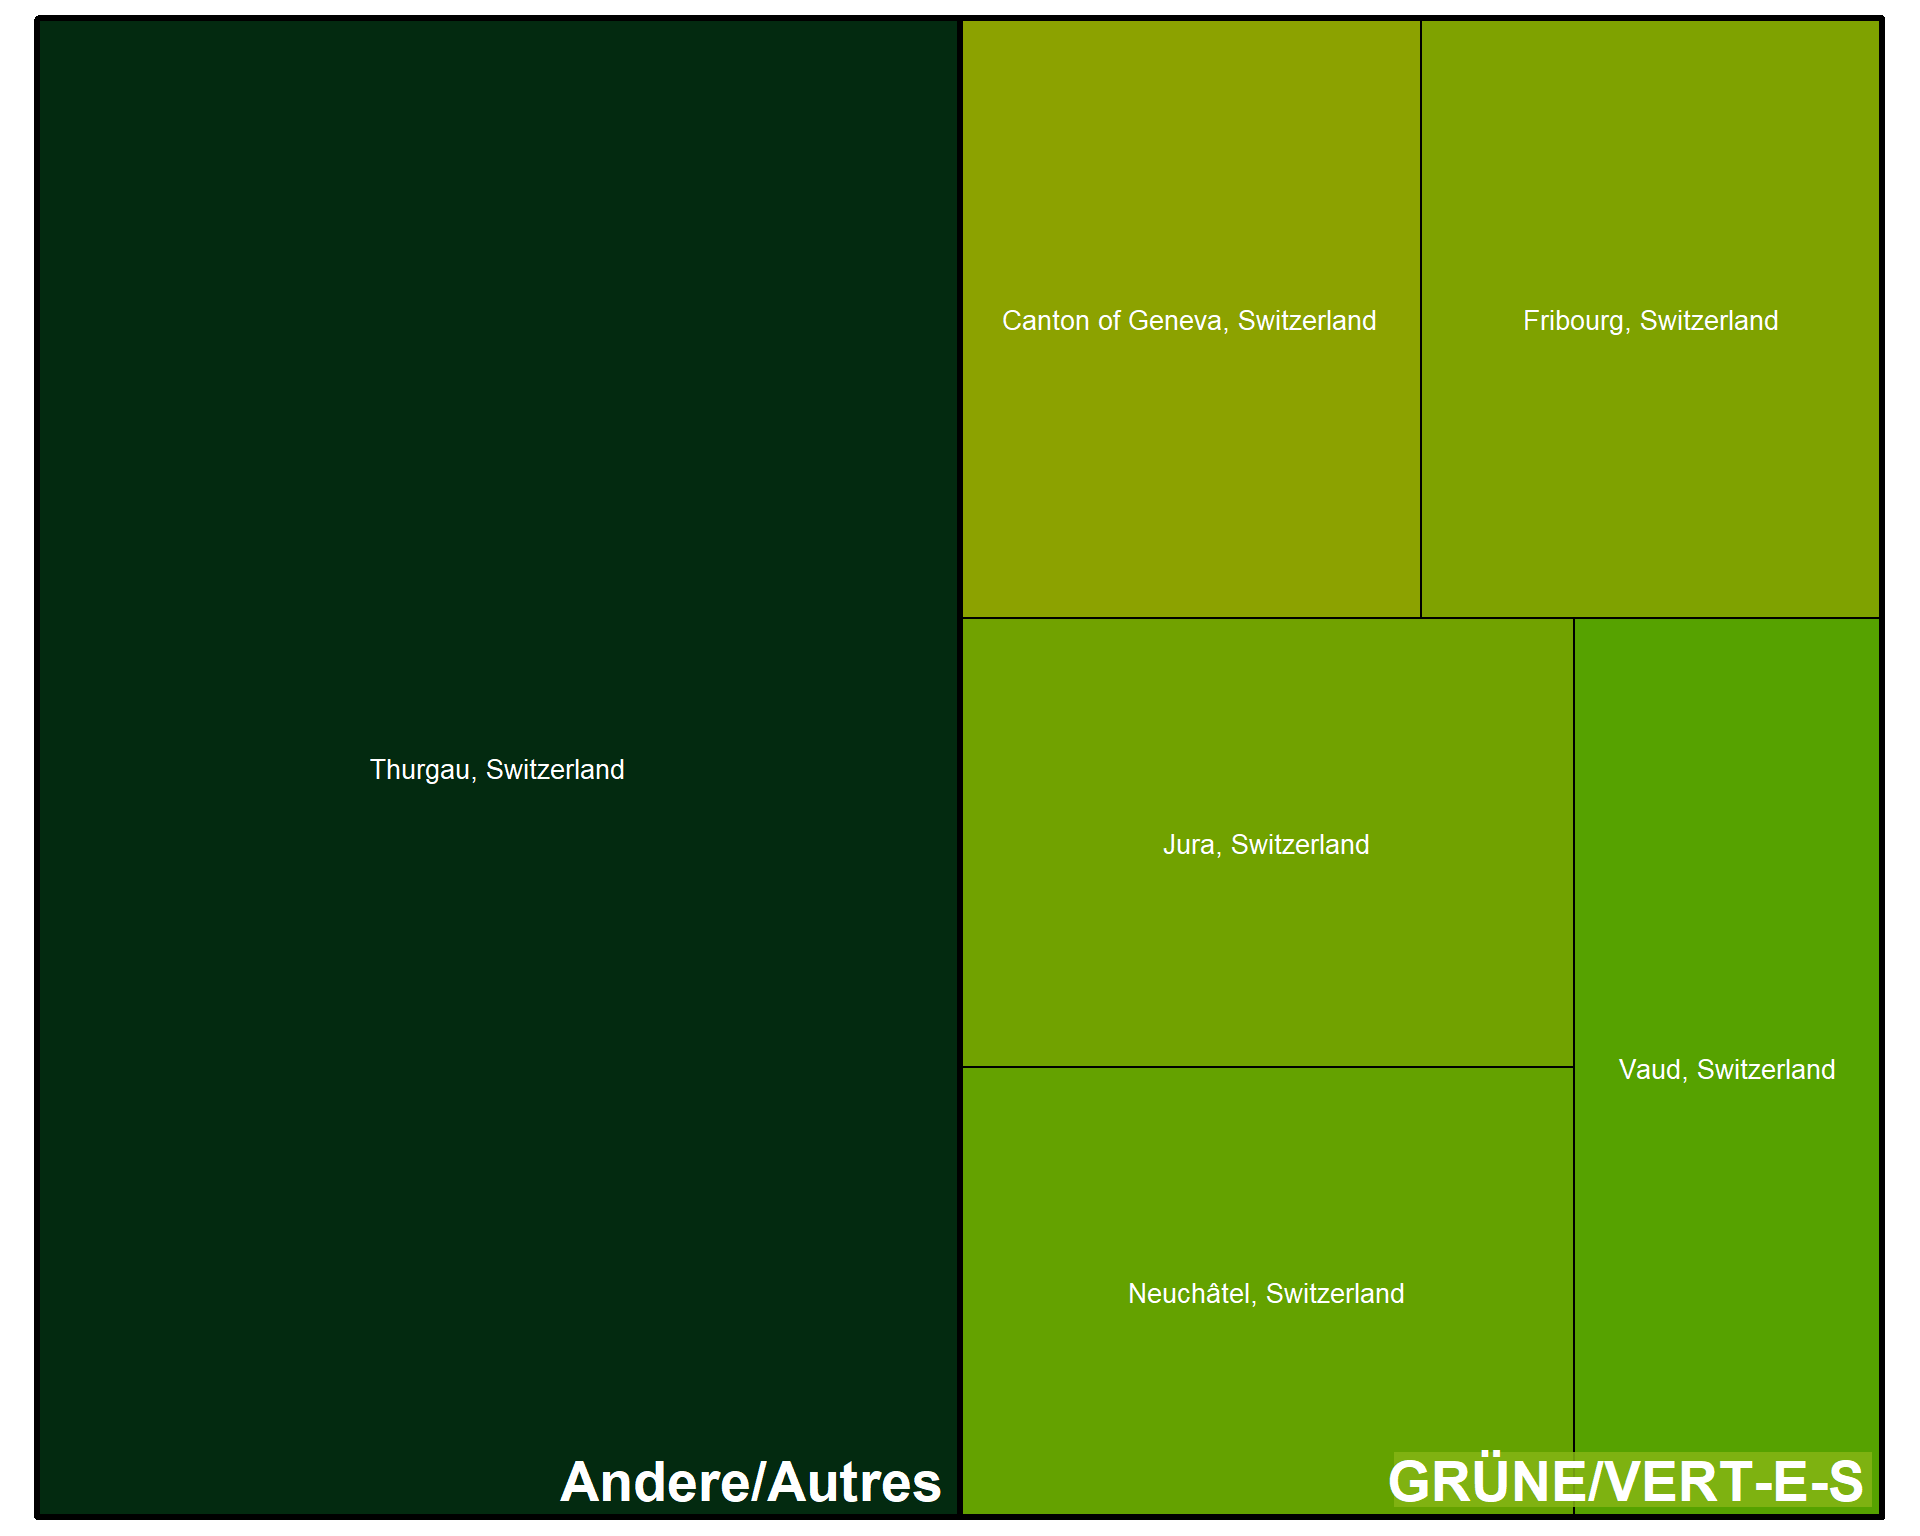 Canton of Geneva, Switzerland
Fribourg, Switzerland
Thurgau, Switzerland
Jura, Switzerland
Vaud, Switzerland
Neuchâtel, Switzerland
Andere/Autres
GRÜNE/VERT-E-S